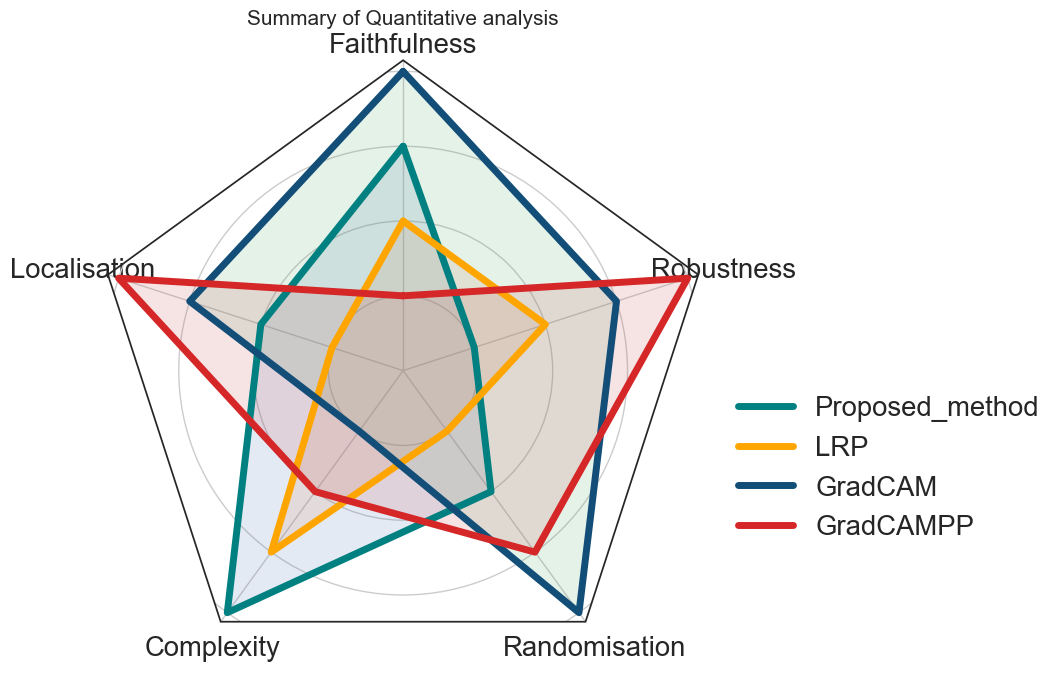 Summary of Quantitative analysis
Faithfulness
Localisation
Robustness
Proposed_method
LRP
GradCAM
GradCAMPP
Complexity
Randomisation